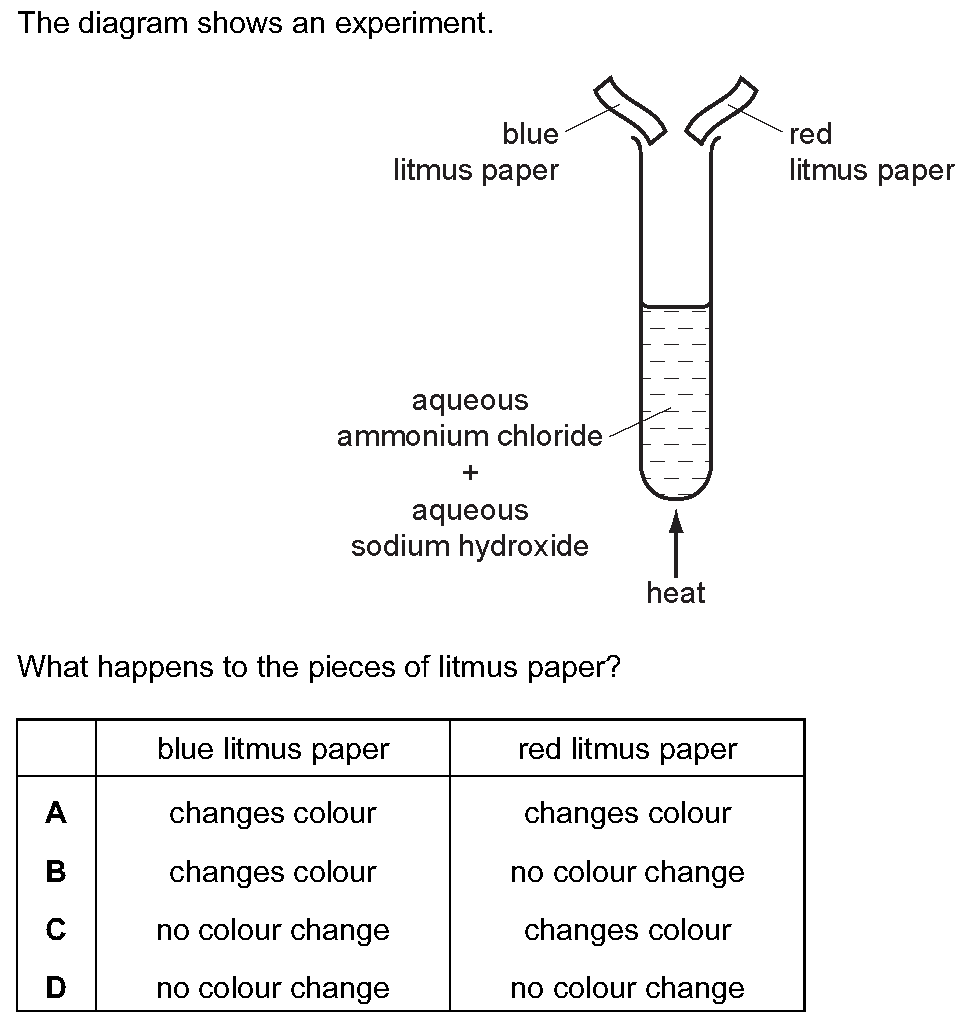 The diagram shows an experiment.
blue
litmus paper
red
litmus paper
aqueous
ammonium chloride
+
aqueous
sodium hydroxide
heat
What happens to the pieces of litmus paper?
blue litmus paper red litmus paper
A changes colour changes colour
B changes colour no colour change
C no colour change changes colour
D no colour change no colour change